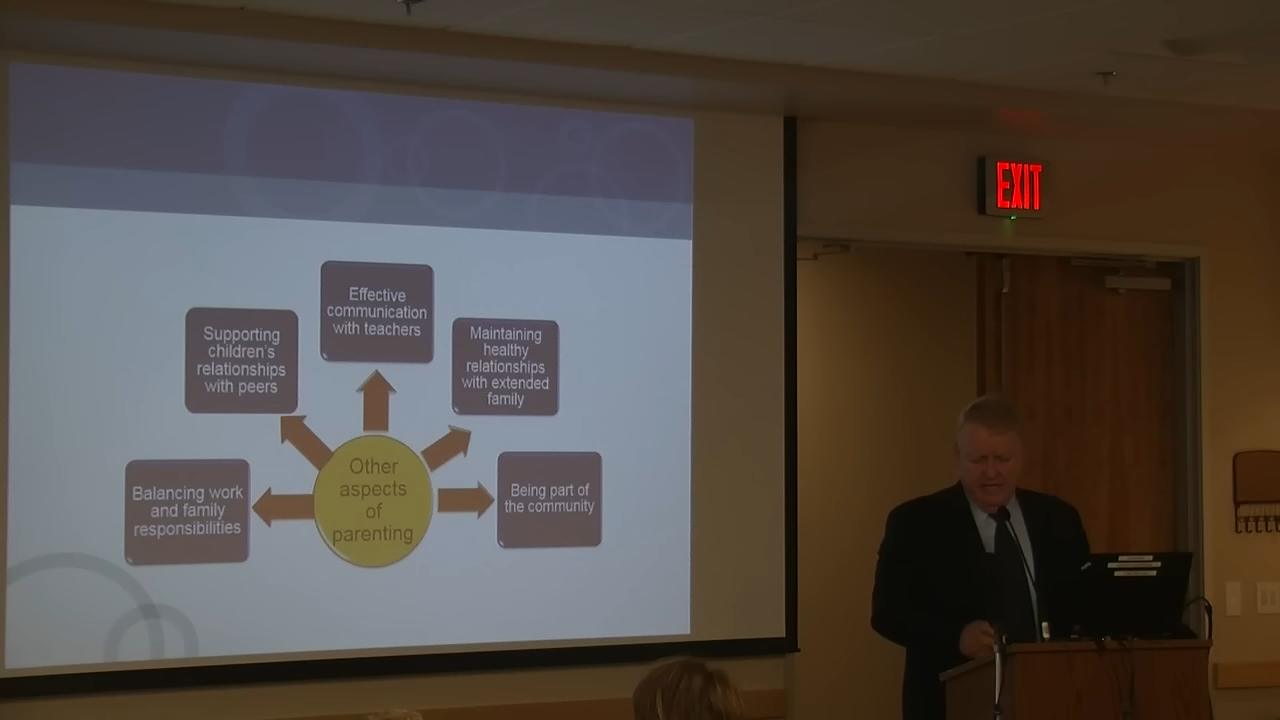 Effective
communication
with teachers
Supporting
children's
relationships
with peers
Maintaining
healthy
relationships
with extended
family
Balancing work
and family
responsibilities
Other
aspects
of
parenting
Being part of
the community
EXIT